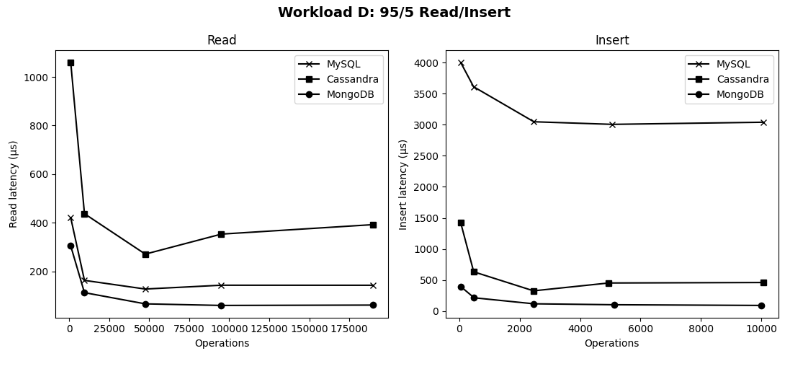 Workload D: 95/5 Read/Insert
Read
Read latency (µs)
1000
800
600
400
200
MySQL
Cassandra
MongoDB
0 25000 50000 75000 100000 125000 150000 175000
Operations
Insert
Insert latency (µs)
4000
3500
3000
2500
2000
1500
1000
500
0
MySQL
Cassandra
MongoDB
0 2000 4000 6000 8000 10000
Operations